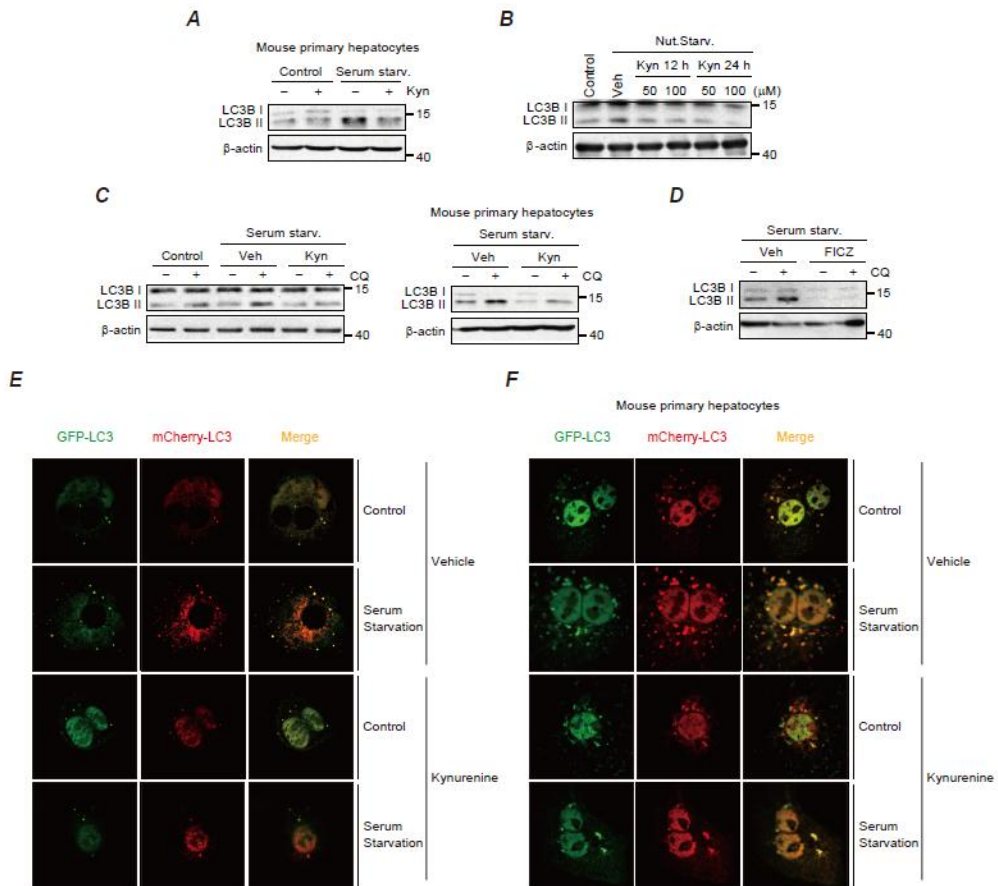 A
Mouse primary hepatocytes
Control Serum starv.
– + – + Kyn
LC3B I
LC3B II
15
β-actin
40
B
Nut.Starv.
Control Veh Kyn 12 h Kyn 24 h
50 100 50 100 (μM)
LC3B I
LC3B II
15
β-actin
40
C
Serum starv.
Control Veh Kyn
– + – + – + CQ
LC3B I
LC3B II
15
β-actin
40
Mouse primary hepatocytes
Serum starv.
Veh Kyn
– + – + CQ
LC3B I
LC3B II
15
β-actin
40
D
Serum starv.
Veh FICZ
– + – + CQ
LC3B I
LC3B II
15
β-actin
40
E
GFP-LC3 mCherry-LC3 Merge
Control
Serum
Starvation
Vehicle
Control
Serum
Starvation
Kynurenine
F
Mouse primary hepatocytes
GFP-LC3 mCherry-LC3 Merge
Control
Serum
Starvation
Vehicle
Control
Serum
Starvation
Kynurenine